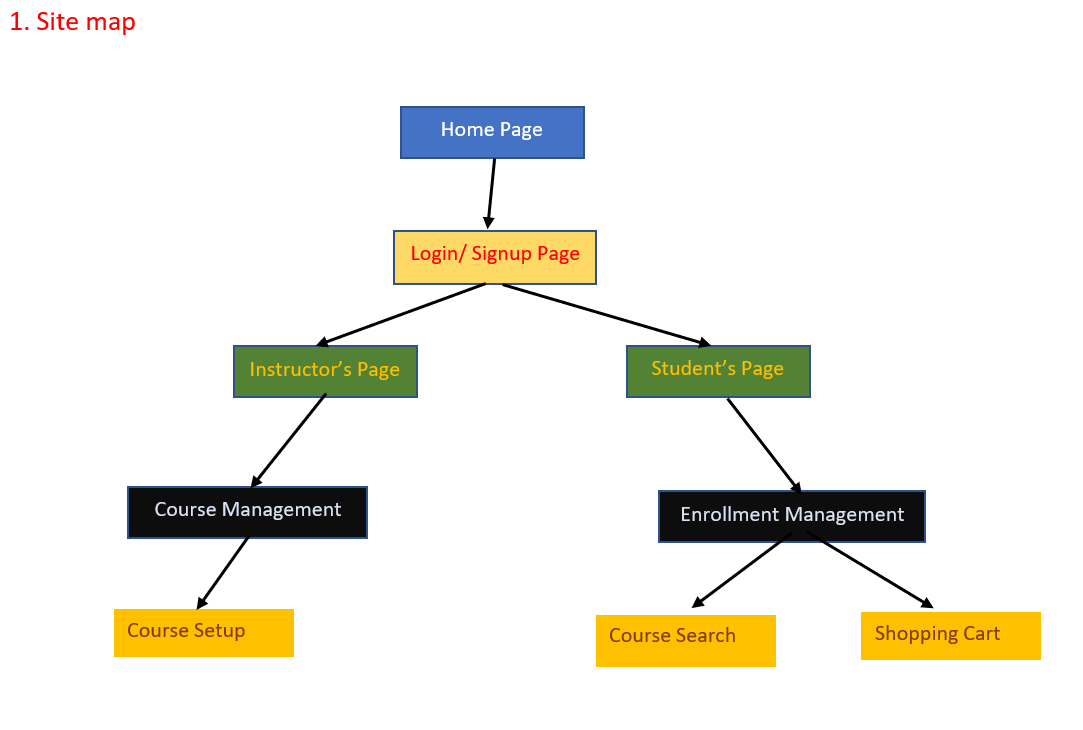 1. Site map
Home Page
Login/ Signup Page
Instructor’s Page
Student’s Page
Course Management
Enrollment Management
Course Setup
Course Search
Shopping Cart